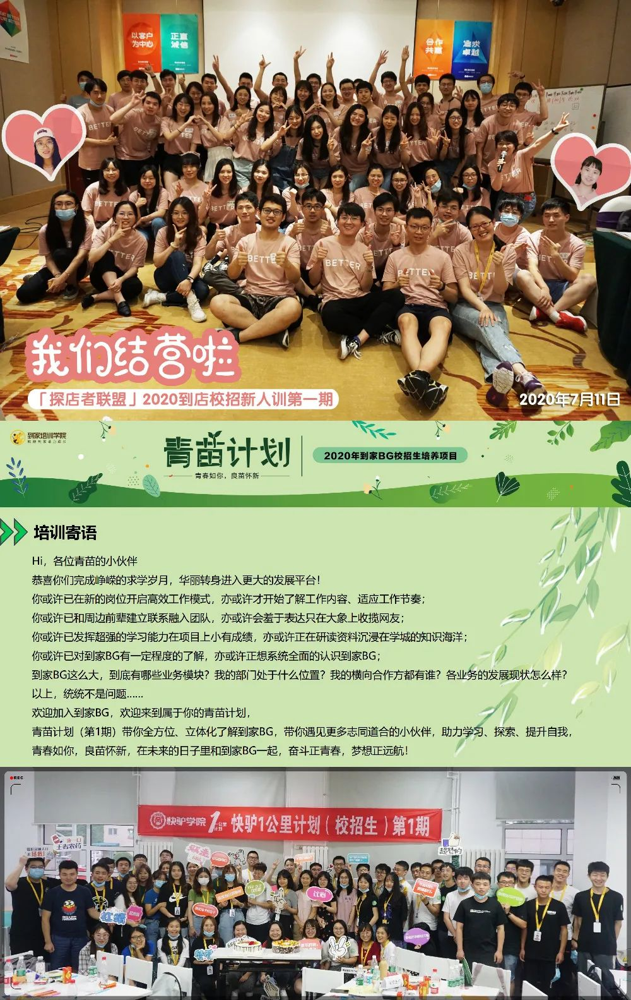 EAT BETTER
LIVE BETTER
以客户
为中心
正直
诚信
合作
共赢
追求
卓越
BETTER
BETTER
BETTER
BETTER
BETTER
我们结营啦
「探店者联盟」2020到店校招新人训第一期
2020年7月11日
到家培训学院
青苗计划
青春如你，良苗怀新
2020年到家BG校招生培养项目
培训寄语
Hi，各位青苗的小伙伴
恭喜你们完成峥嵘的求学岁月，华丽转身进入更大的发展平台！
你或许已在新的岗位开启高效工作模式，亦或许才开始了解工作内容、适应工作节奏；
你或许已和周边前辈建立联系融入团队，亦或许会羞于表达只在大象上收揽网友；
你或许已发挥超强的学习能力在项目上小有成绩，亦或许正在研读资料沉浸在学城的知识海洋；
你或许已对到家BG有一定程度的了解，亦或许正想系统全面的认识到家BG；
到家BG这么大，到底有哪些业务模块？我的部门处于什么位置？我的横向合作方都有谁？各业务的发展现状怎么样？
以上，统统不是问题......
欢迎加入到家BG，欢迎来到属于你的青苗计划，
青苗计划（第1期）带你全方位、立体化了解到家BG，带你遇见更多志同道合的小伙伴，助力学习、探索、提升自我，
青春如你，良苗怀新，在未来的日子里和到家BG一起，奋斗正青春，梦想正远航！
REC
快驴学院 1公里计划 快驴1公里计划（校招生）第1期
王者农药
超赞的
比心